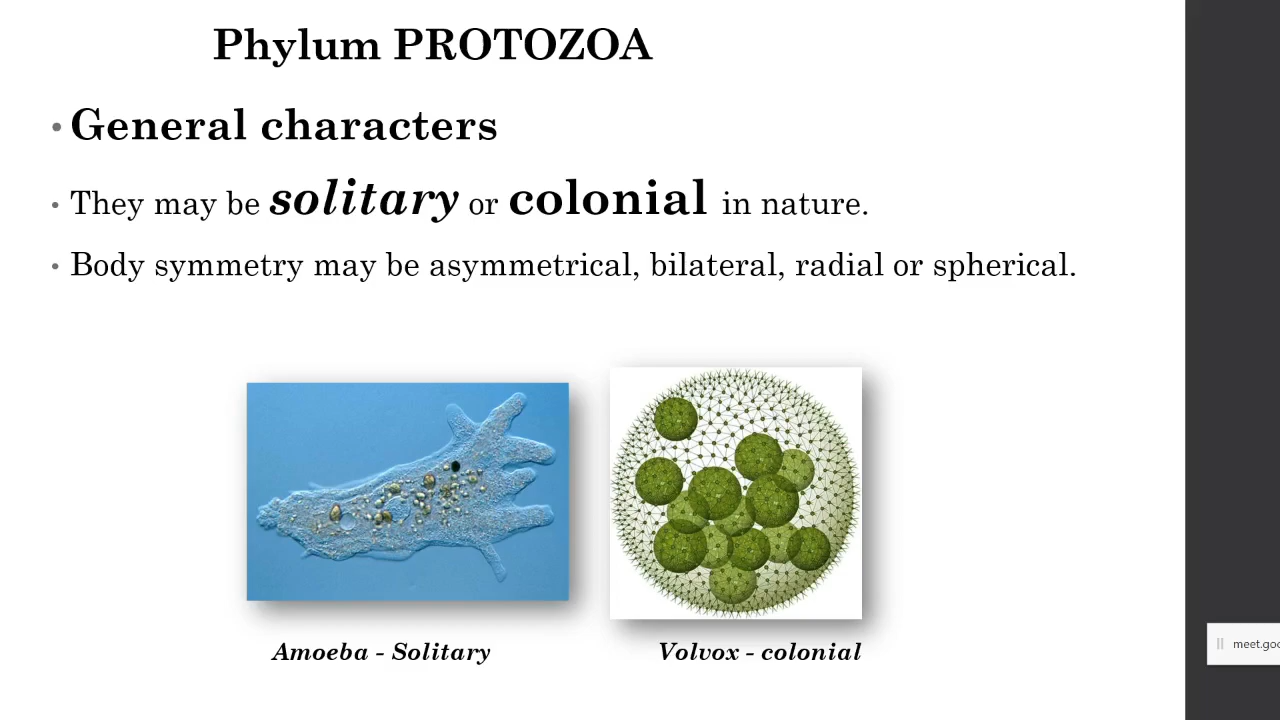 Phylum PROTOZOA
• General characters
• They may be solitary or colonial in nature.
• Body symmetry may be asymmetrical, bilateral, radial or spherical.
Amoeba - Solitary
Volvox - colonial
meet.goo